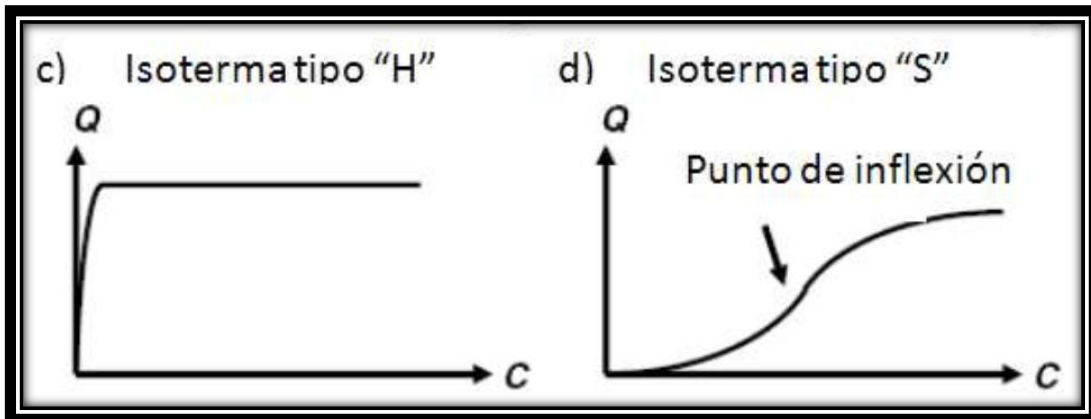 c) Isoterma tipo “H”
d) Isoterma tipo “S”
Q
Q
Punto de inflexión
C
C